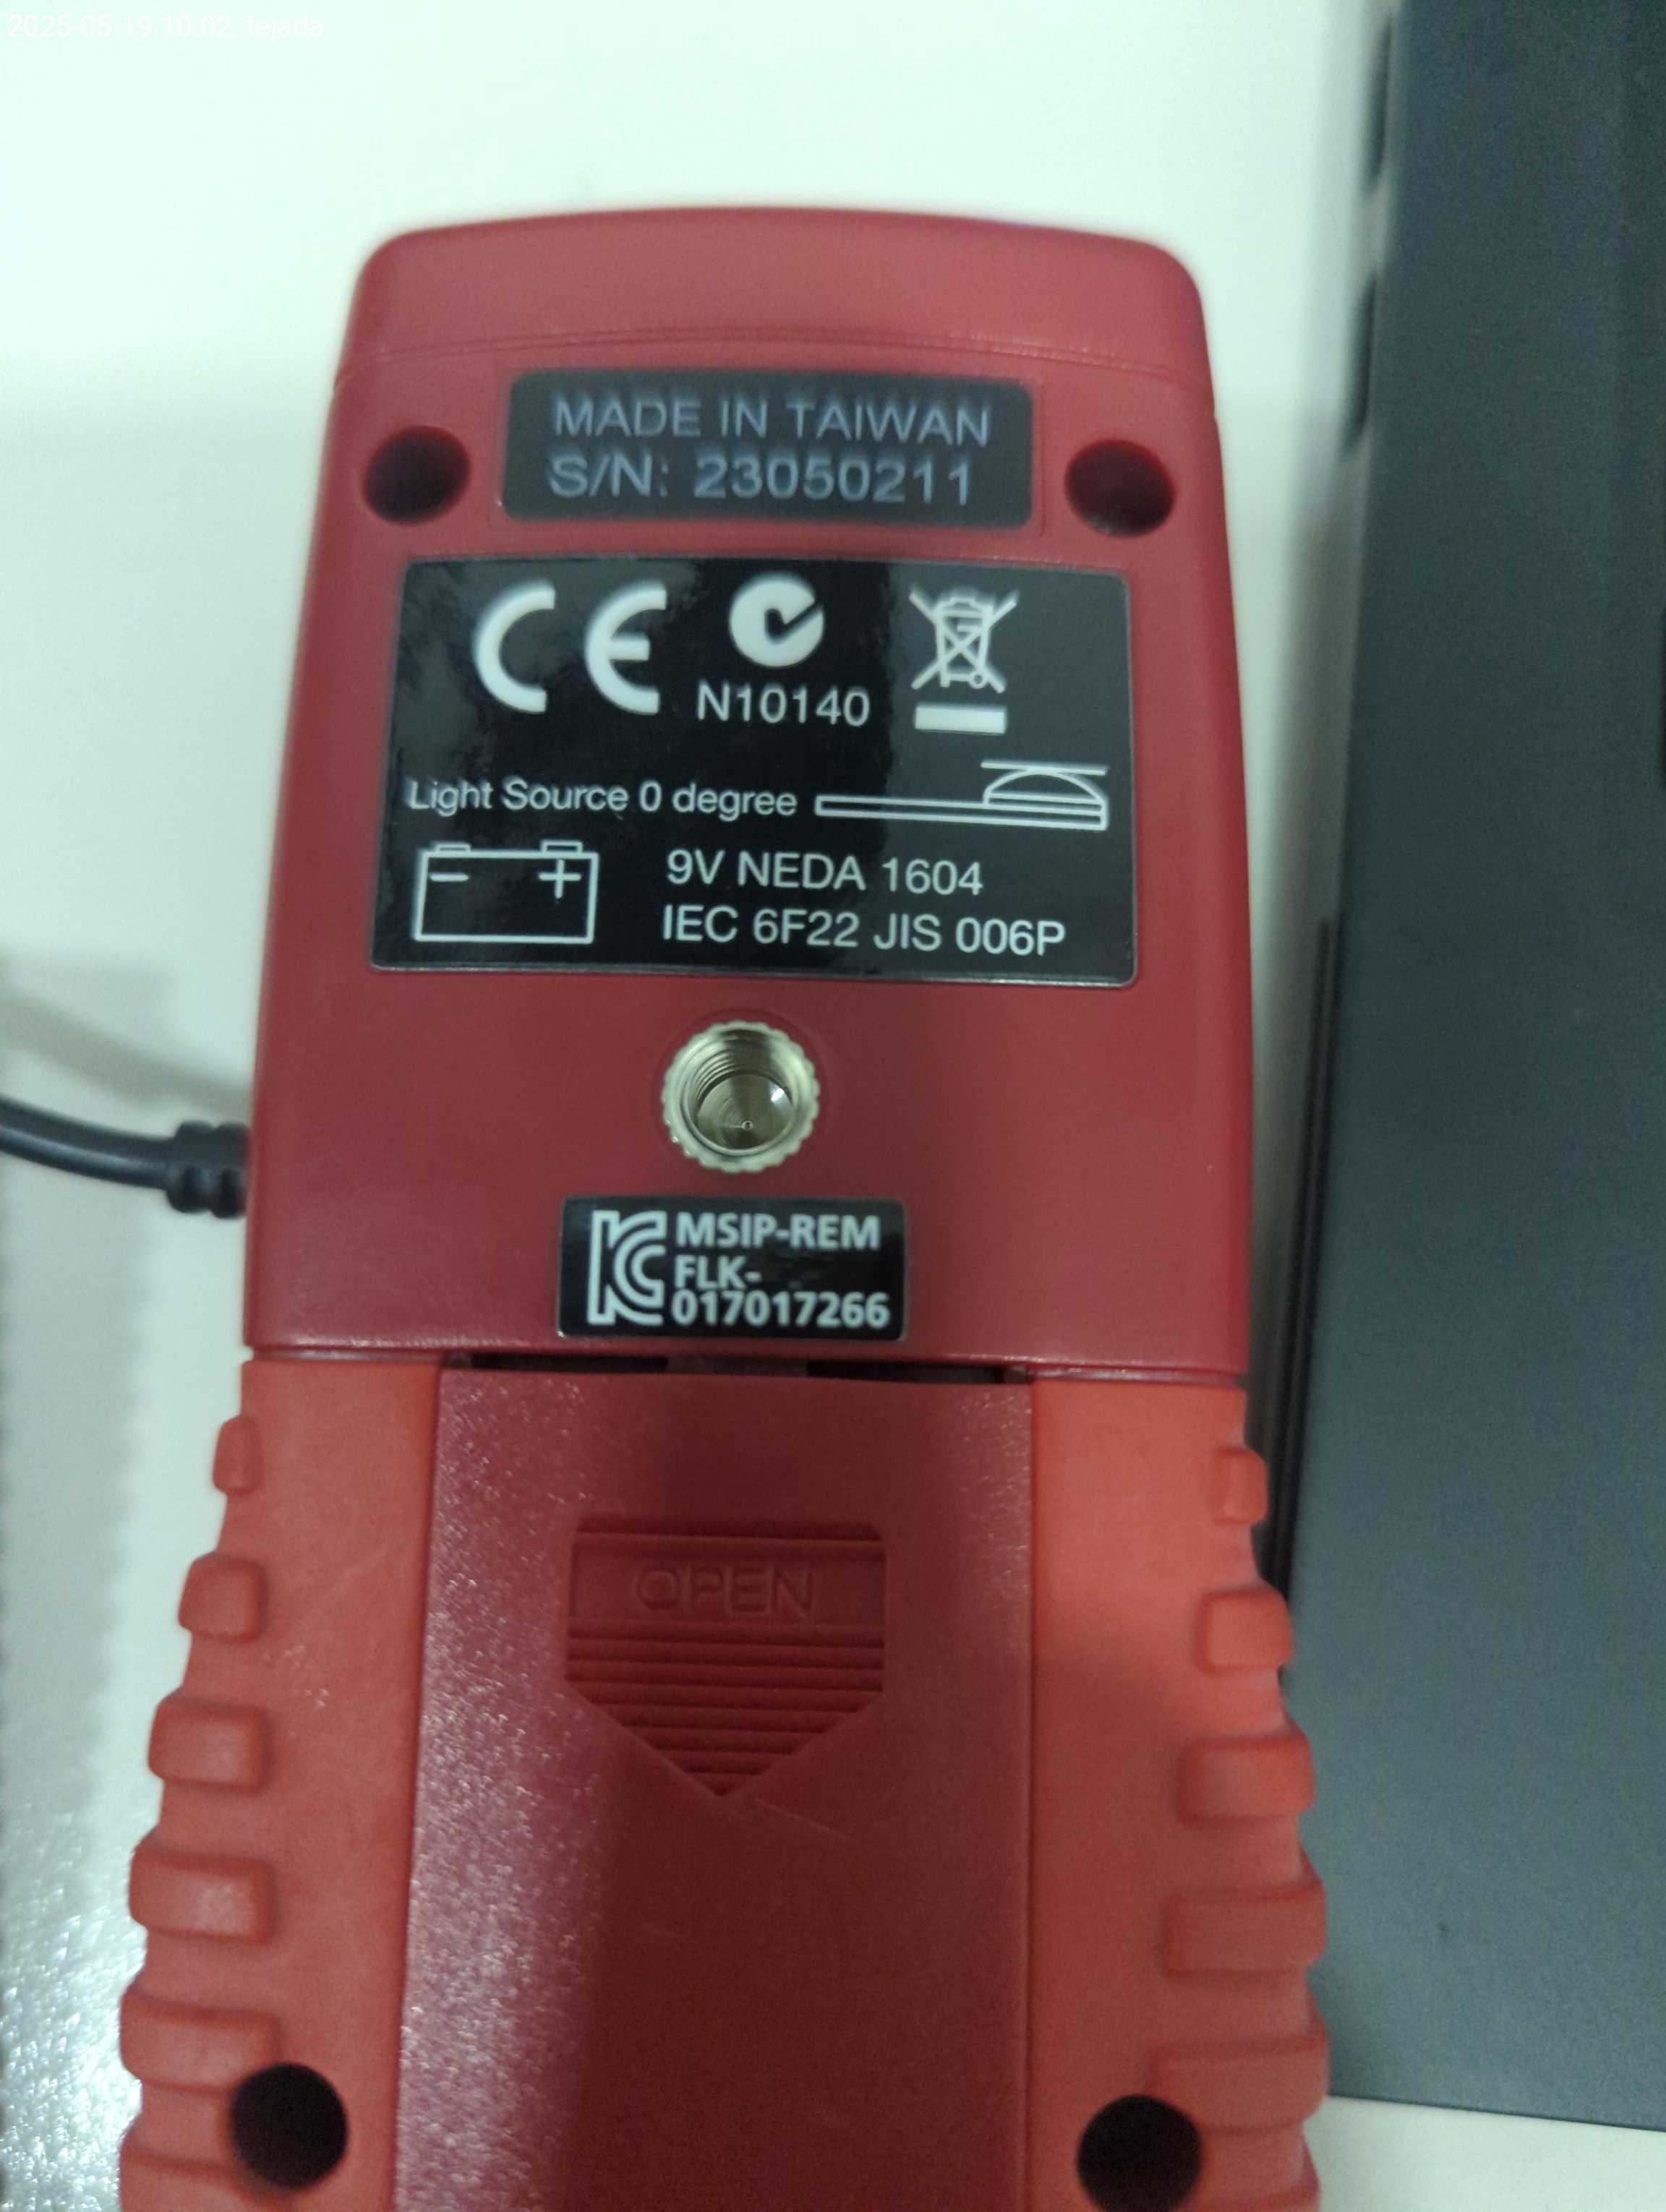 2025-05-19 10:02, tejada
MADE IN TAIWAN
S/N: 23050211
CE
N10140
Light Source 0 degree
9V NEDA 1604
IEC 6F22 JIS 006P
MSIP-REM
FLK-
017017266
OPEN